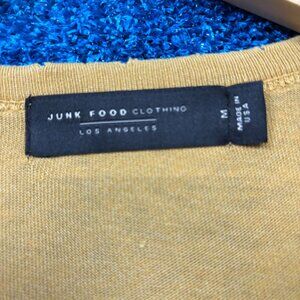 JUNK FOOD CLOTHING
LOS ANGELES
M
MADE IN
USA